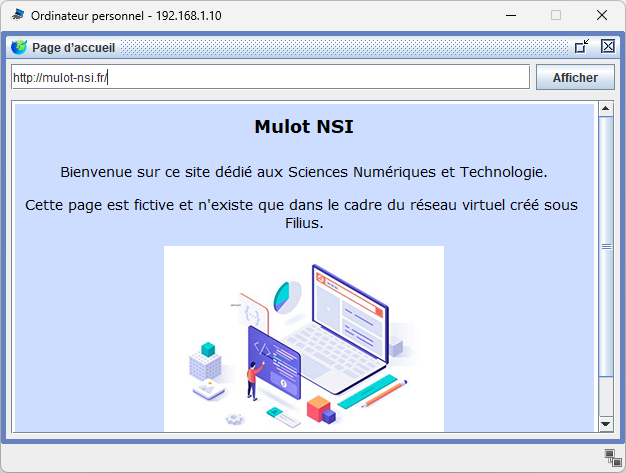 Ordinateur personnel - 192.168.1.10
Page d'accueil
http://mulot-nsi.fr/
Afficher
Mulot NSI
Bienvenue sur ce site dédié aux Sciences Numériques et Technologie.
Cette page est fictive et n'existe que dans le cadre du réseau virtuel créé sous
Filius.